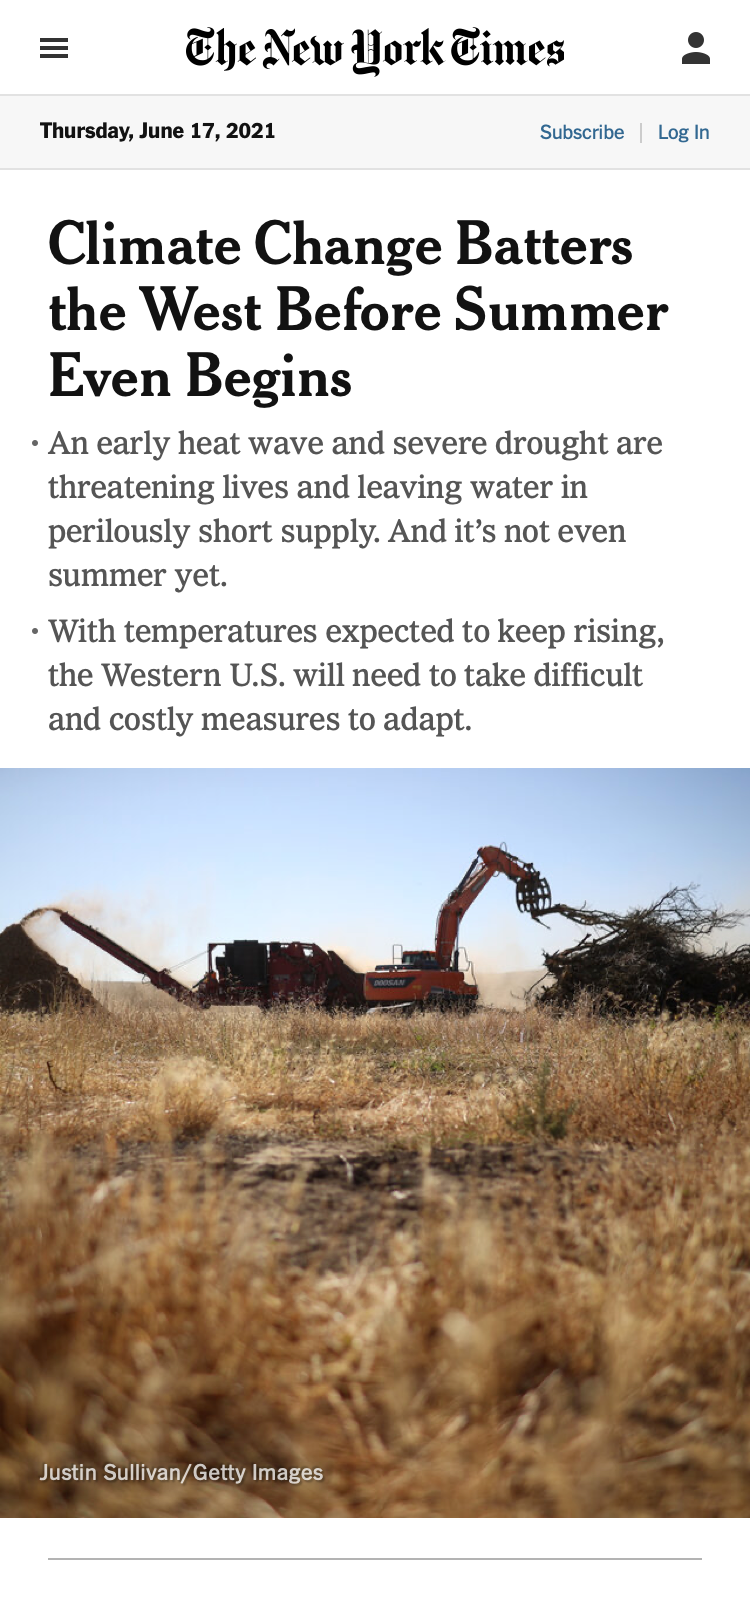 The New York Times
Thursday, June 17, 2021
Subscribe | Log In
Climate Change Batters
the West Before Summer
Even Begins
• An early heat wave and severe drought are
threatening lives and leaving water in
perilously short supply. And it’s not even
summer yet.
• With temperatures expected to keep rising,
the Western U.S. will need to take difficult
and costly measures to adapt.
DOOSAN
Justin Sullivan/Getty Images